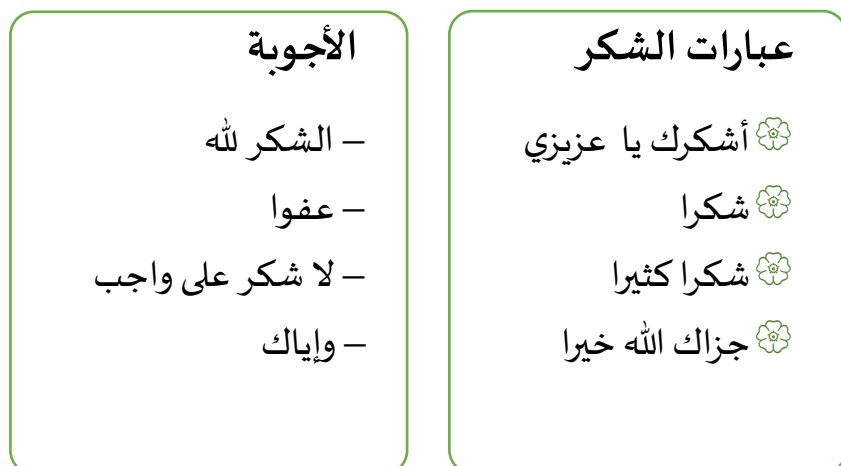 عبارات الشكر
أشكرك يا عزيزي
شكرا
شكرا كثيرا
جزاك الله خيرا
الأجوبة
– الشكر لله
– عفوا
– لا شكر على واجب
– وإياك